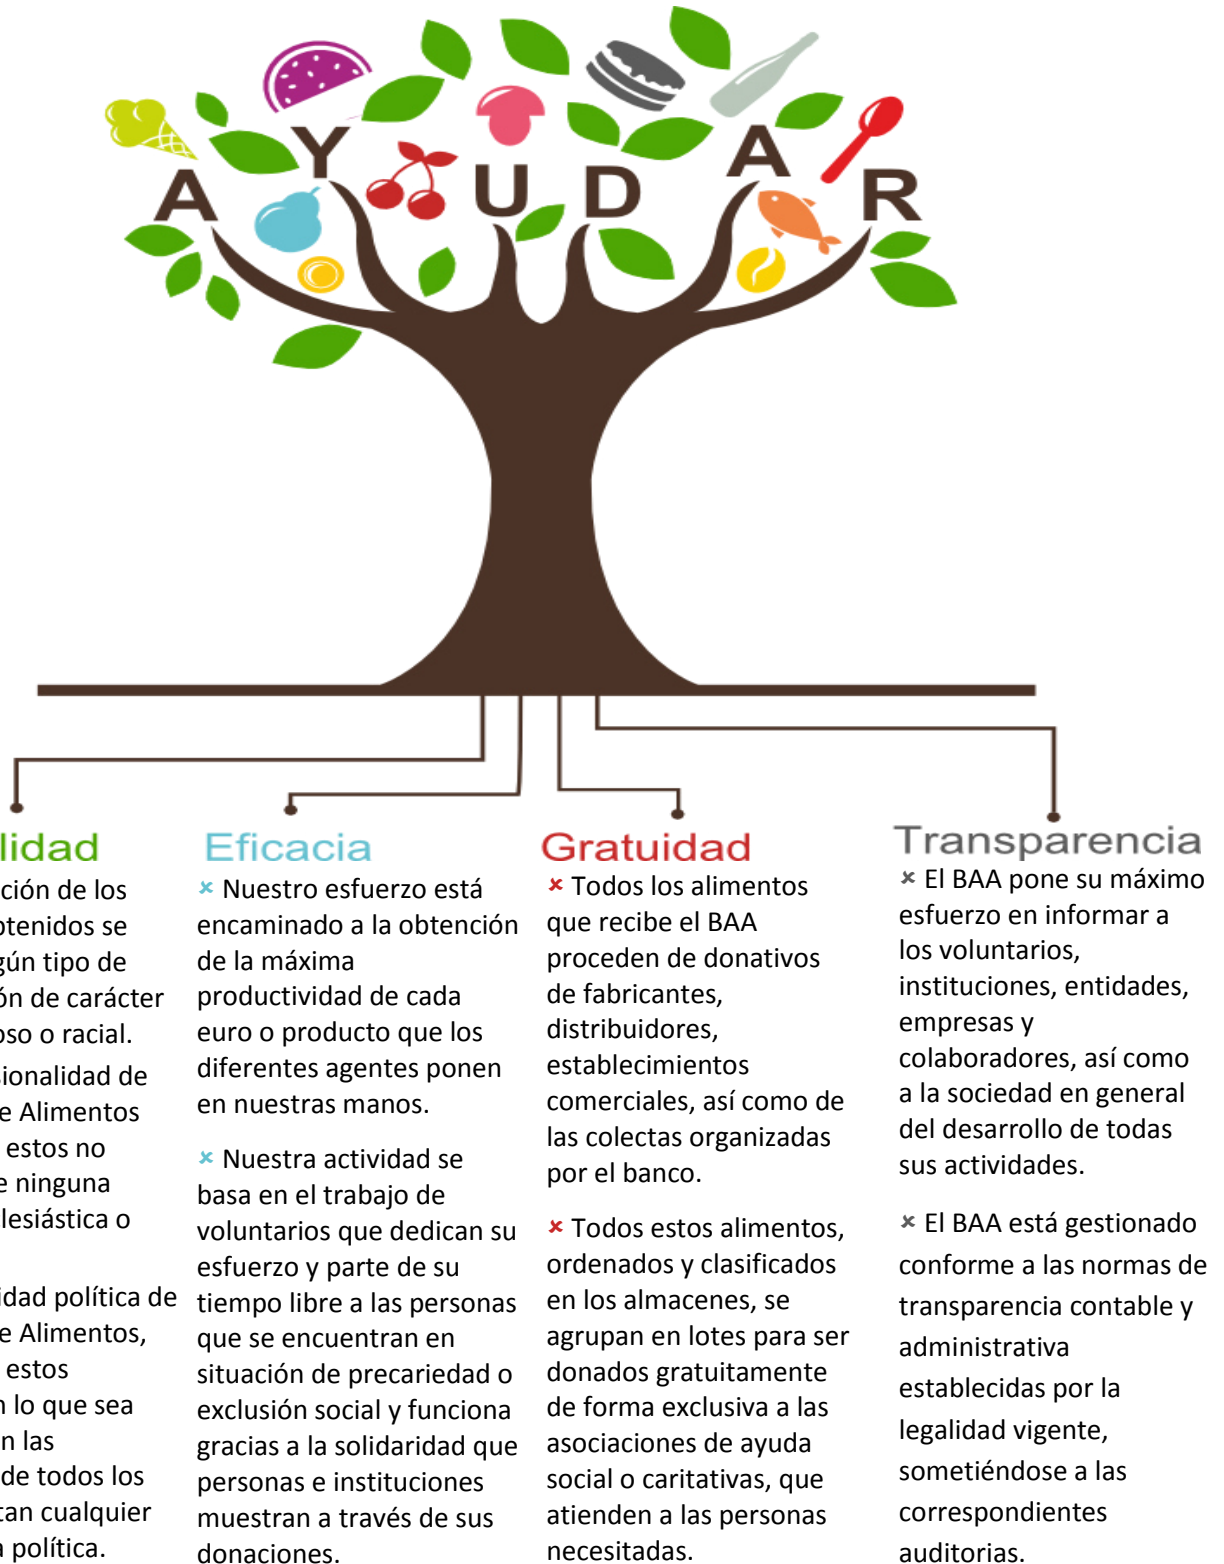 AYUDAR
lidad
ción de los
btenidos se
gún tipo de
ón de carácter
oso o racial.
sionalidad de
e Alimentos
estos no
e ninguna
lesiástica o
idad política de
e Alimentos,
estos
n lo que sea
n las
de todos los
tan cualquier
a política.
Eficacia
× Nuestro esfuerzo está
encaminado a la obtención
de la máxima
productividad de cada
euro o producto que los
diferentes agentes ponen
en nuestras manos.
× Nuestra actividad se
basa en el trabajo de
voluntarios que dedican su
esfuerzo y parte de su
tiempo libre a las personas
que se encuentran en
situación de precariedad o
exclusión social y funciona
gracias a la solidaridad que
personas e instituciones
muestran a través de sus
donaciones.
Gratuidad
× Todos los alimentos
que recibe el BAA
proceden de donativos
de fabricantes,
distribuidores,
establecimientos
comerciales, así como de
las colectas organizadas
por el banco.
× Todos estos alimentos,
ordenados y clasificados
en los almacenes, se
agrupan en lotes para ser
donados gratuitamente
de forma exclusiva a las
asociaciones de ayuda
social o caritativas, que
atienden a las personas
necesitadas.
Transparencia
× El BAA pone su máximo
esfuerzo en informar a
los voluntarios,
instituciones, entidades,
empresas y
colaboradores, así como
a la sociedad en general
del desarrollo de todas
sus actividades.
× El BAA está gestionado
conforme a las normas de
transparencia contable y
administrativa
establecidas por la
legalidad vigente,
sometiéndose a las
correspondientes
auditorias.